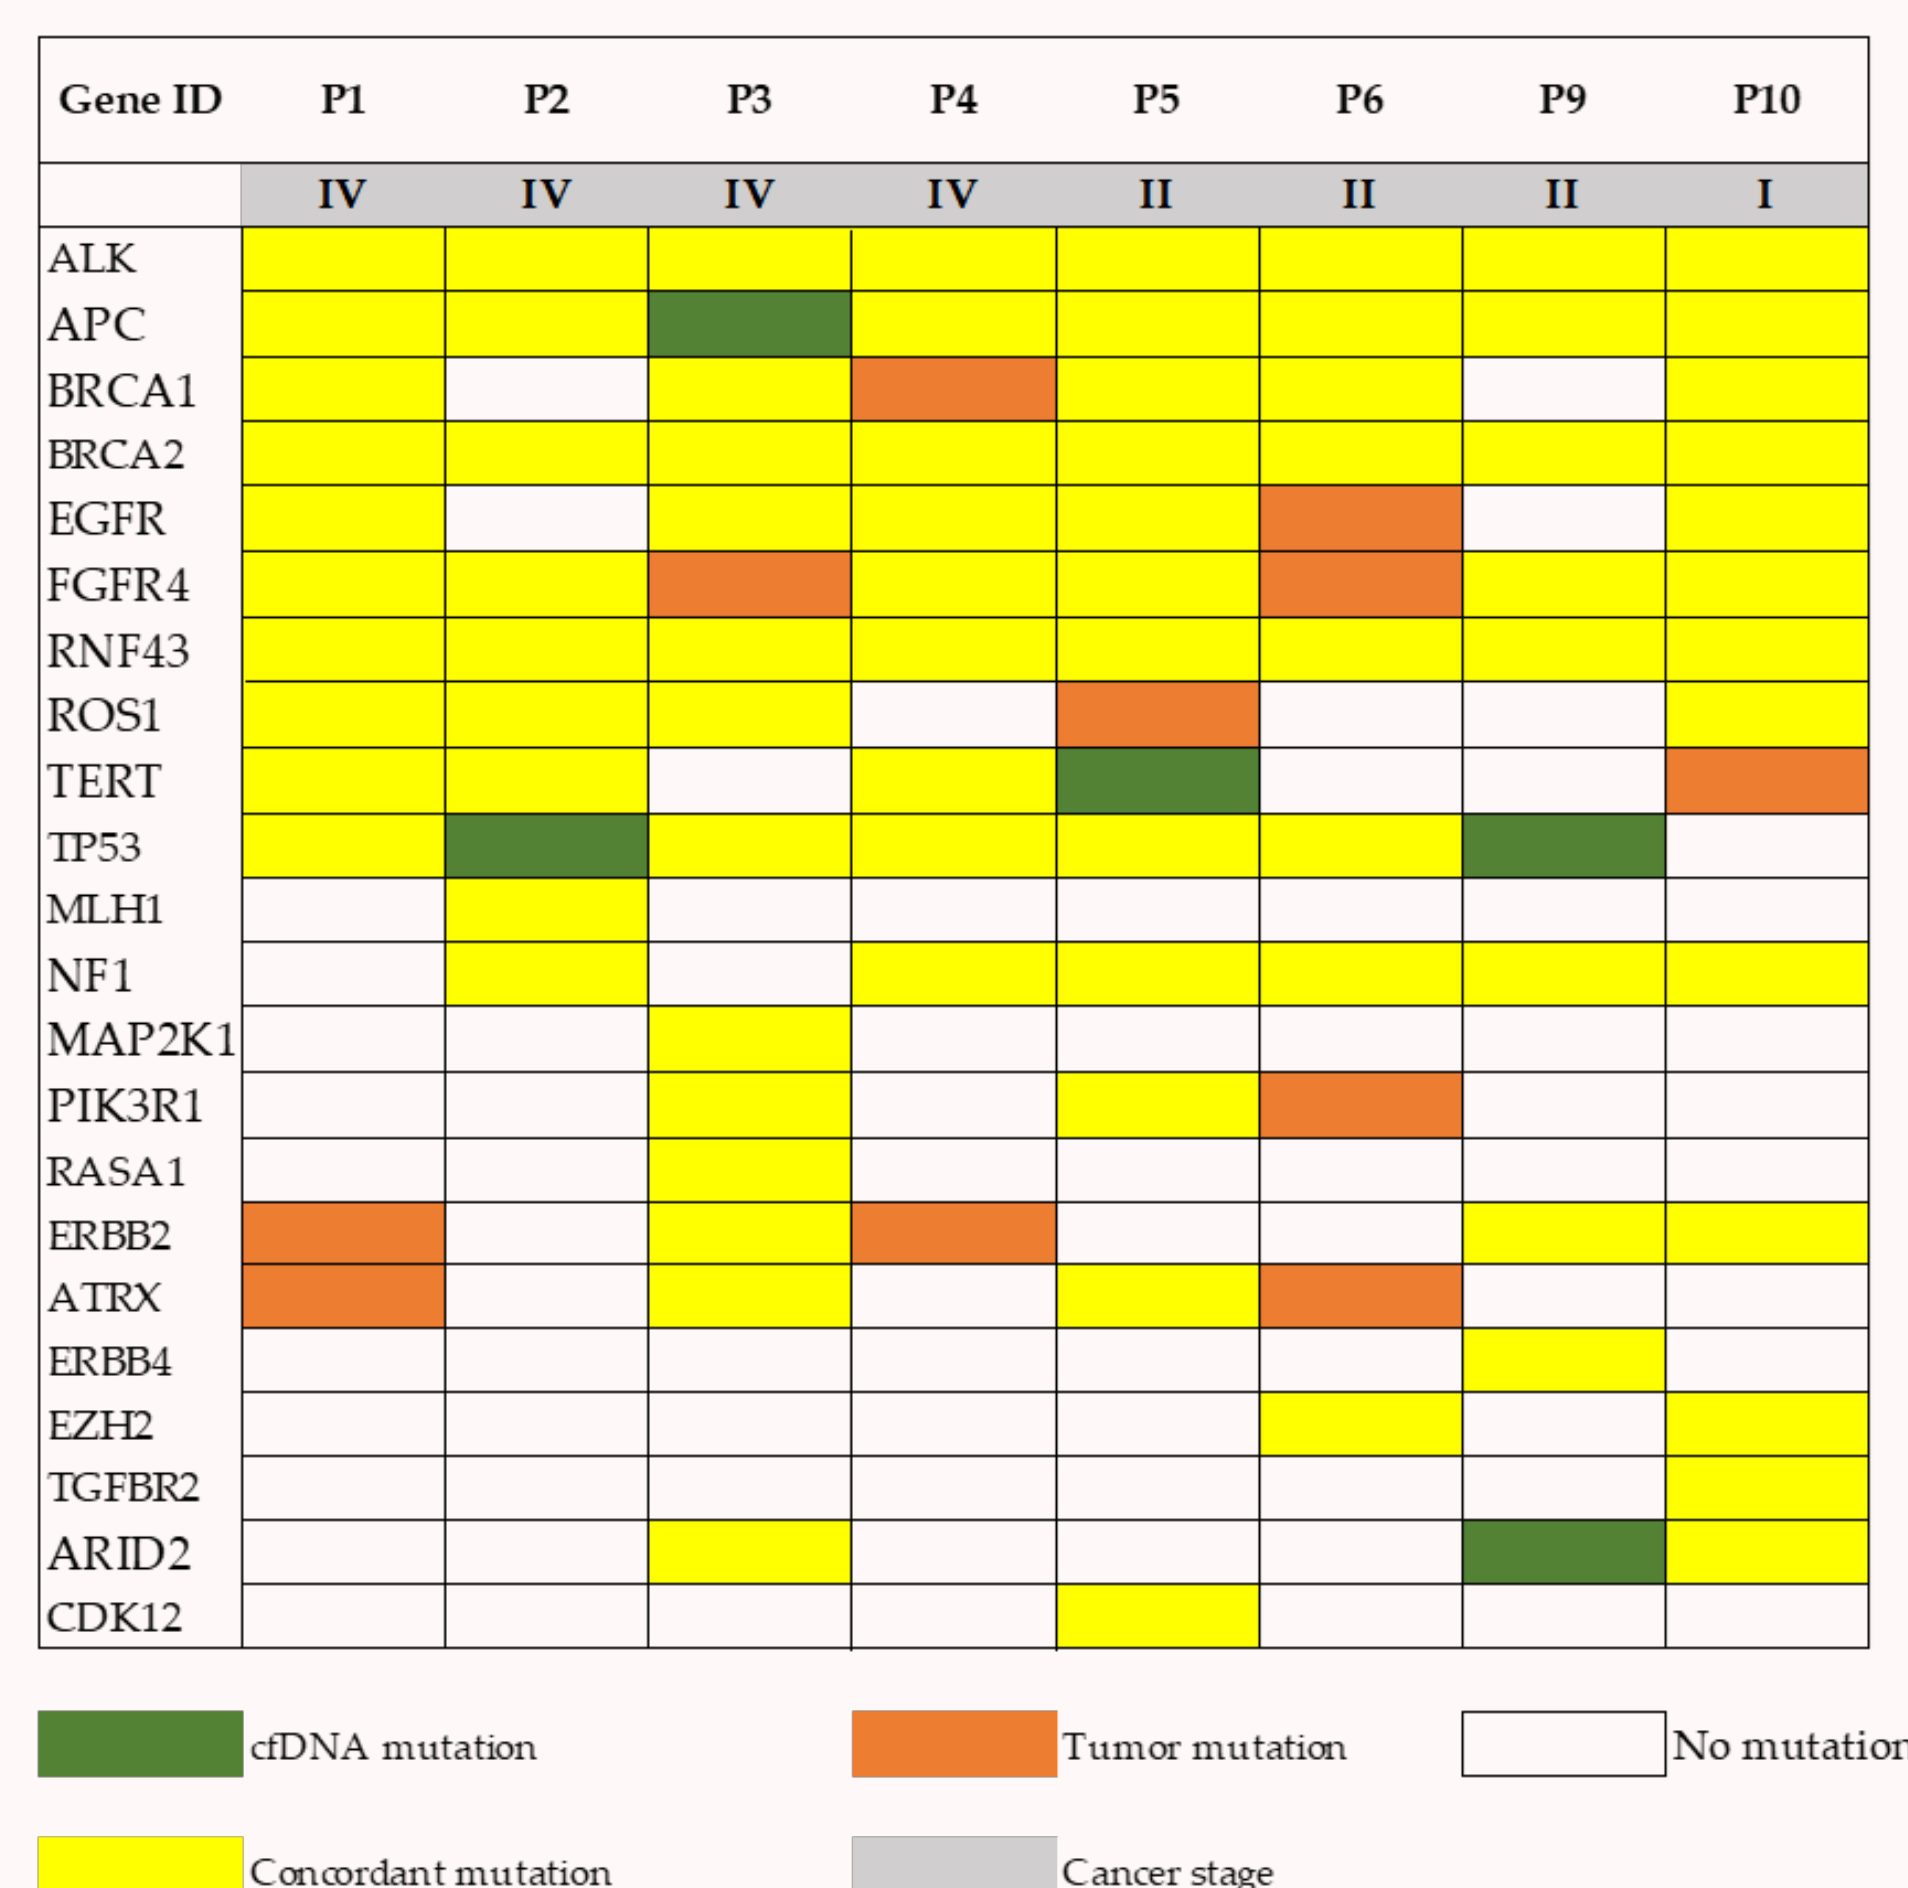 Gene ID P1 P2 P3 P4 P5 P6 P9 P10
IV IV IV IV II II II I
ALK
APC
BRCA1
BRCA2
EGFR
FGFR4
RNF43
ROS1
TERT
TP53
MLH1
NF1
MAP2K1
PIK3R1
RASA1
ERBB2
ATRX
ERBB4
EZH2
TGFBR2
ARID2
CDK12
cfDNA mutation Tumor mutation No mutation
Concordant mutation Cancer stage